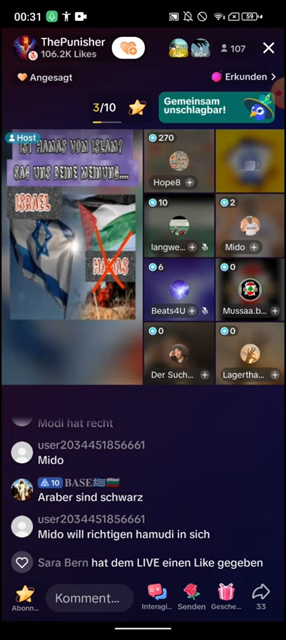 00:31
59
ThePunisher
106.2K Likes
107
Angesagt
Erkunden >
3/10
Gemeinsam
unschlagbar!
Host
IST HAMAS VON ISLAM?
SAG UNS DEINE MEINUNG...
ISRAEL
HAMAS
270
Hope8 +
10
langwe... +
2
Mido +
6
Beats4U +
0
Mussaa.b... +
0
Der Such... +
0
Lagertha... +
Modi hat recht
user2034451856661
Mido
10 BASE
Araber sind schwarz
user2034451856661
Mido will richtigen hamudi in sich
Sara Bern hat dem LIVE einen Like gegeben
Abonn...
Komment...
Interagi...
Senden
Gesche...
33